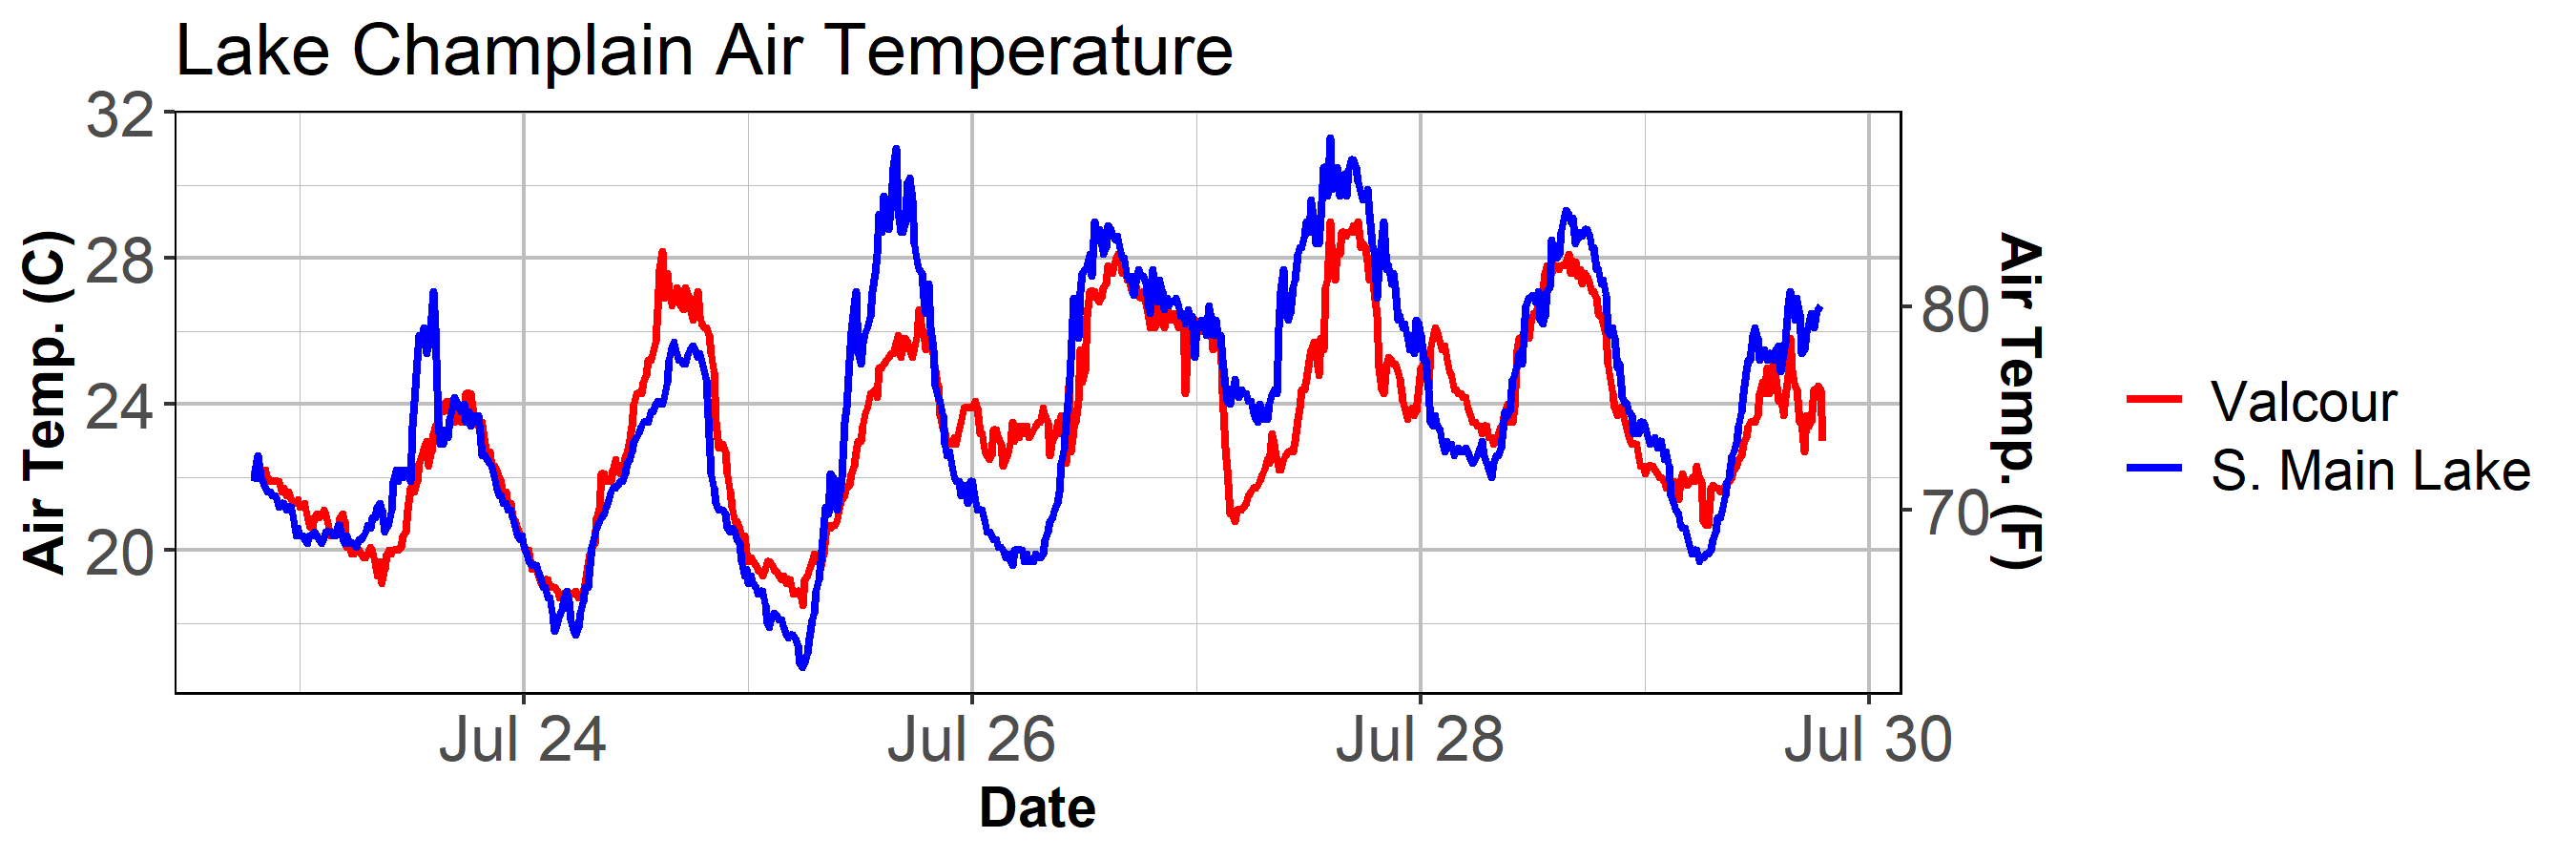 Lake Champlain Air Temperature
Air Temp. (C)
32
28
24
20
Air Temp. (F)
80
70
Jul 24
Jul 26
Jul 28
Jul 30
Date
Valcour
S. Main Lake